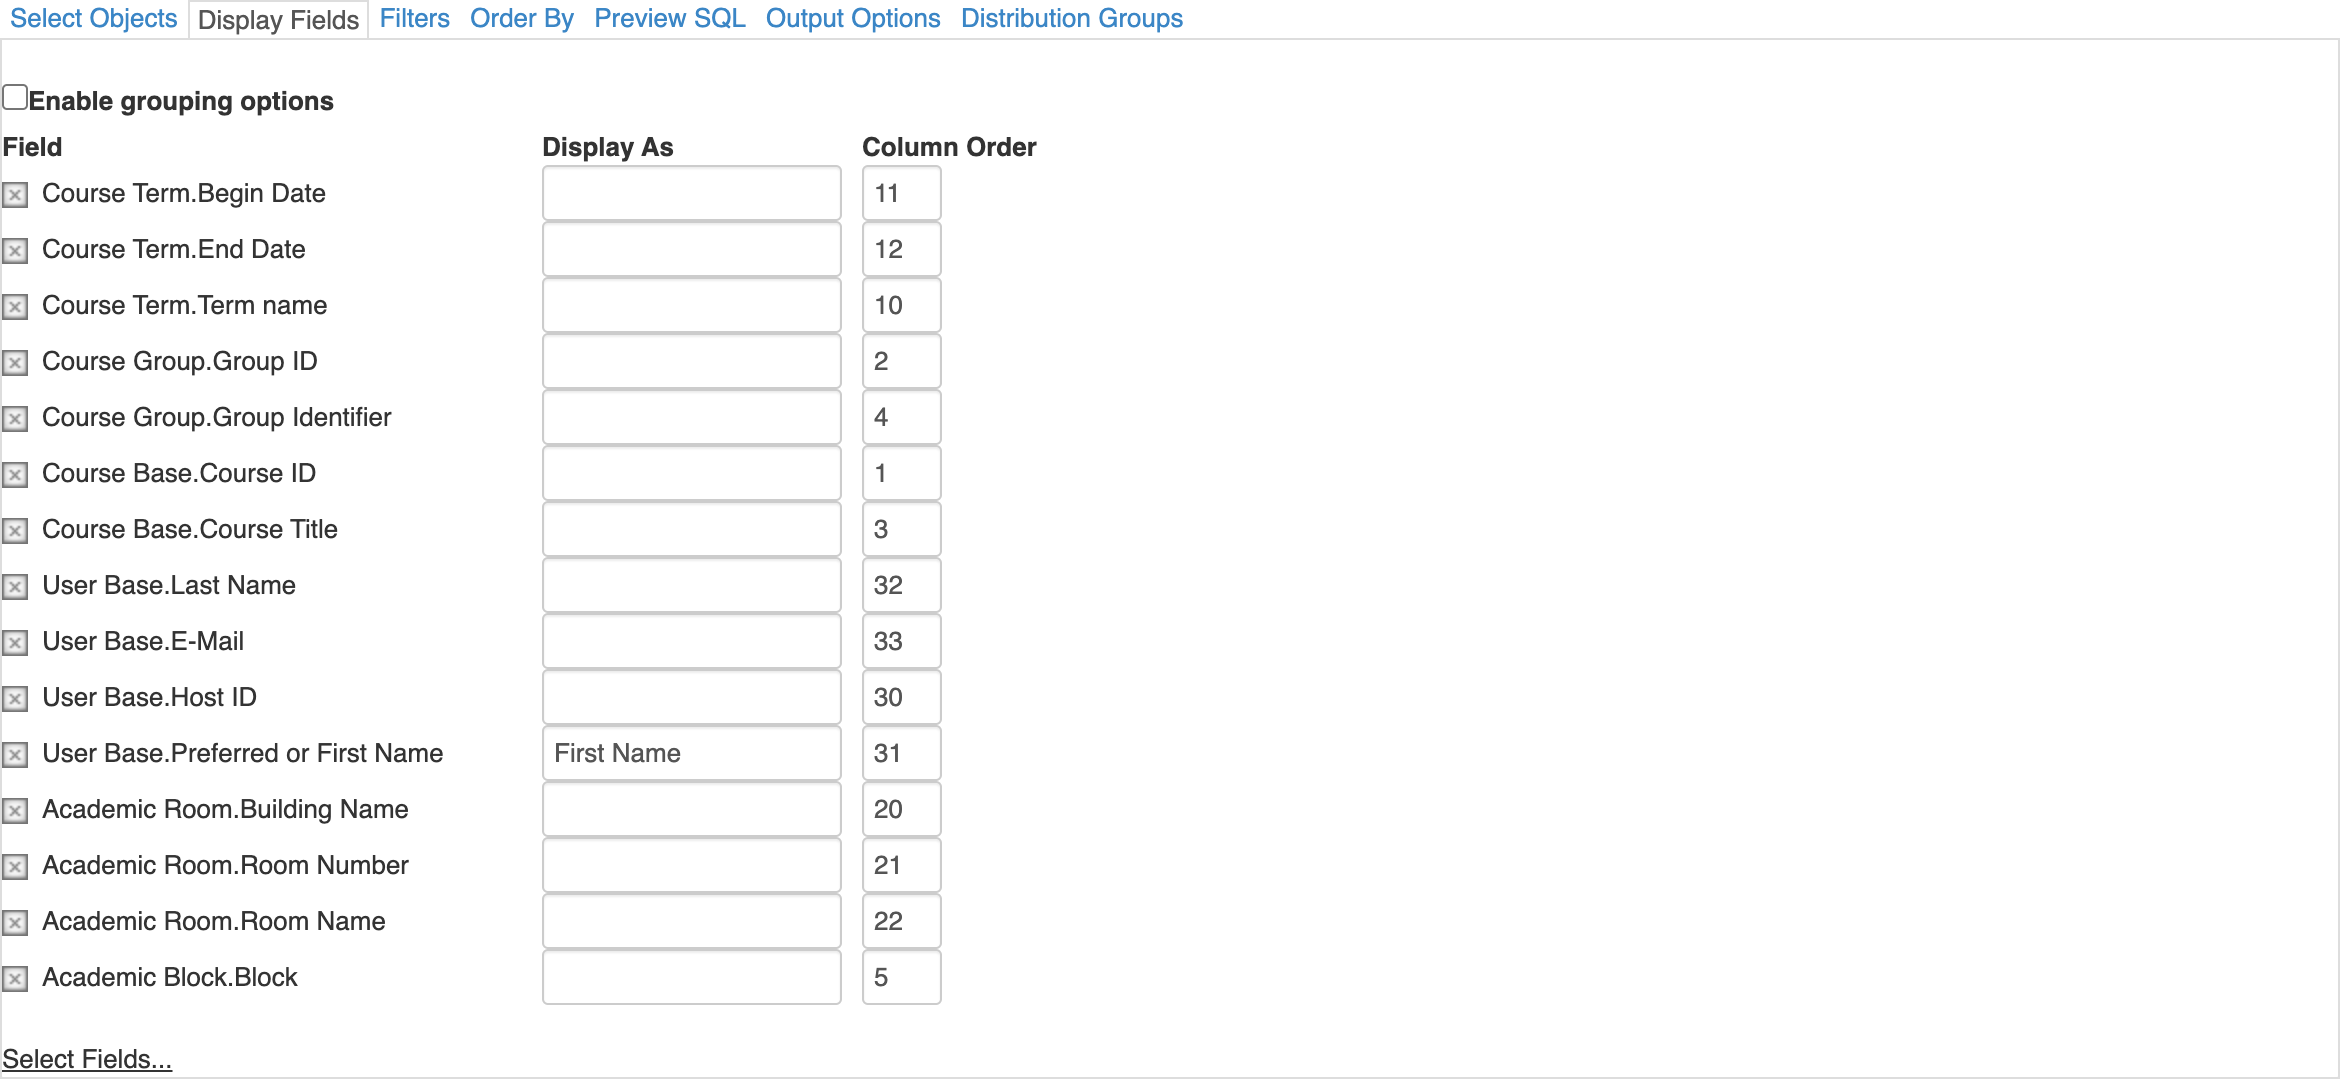 Select Objects Display Fields Filters Order By Preview SQL Output Options Distribution Groups
Enable grouping options
Field Display As Column Order
Course Term.Begin Date 11
Course Term.End Date 12
Course Term.Term name 10
Course Group.Group ID 2
Course Group.Group Identifier 4
Course Base.Course ID 1
Course Base.Course Title 3
User Base.Last Name 32
User Base.E-Mail 33
User Base.Host ID 30
User Base.Preferred or First Name First Name 31
Academic Room.Building Name 20
Academic Room.Room Number 21
Academic Room.Room Name 22
Academic Block.Block 5
Select Fields...